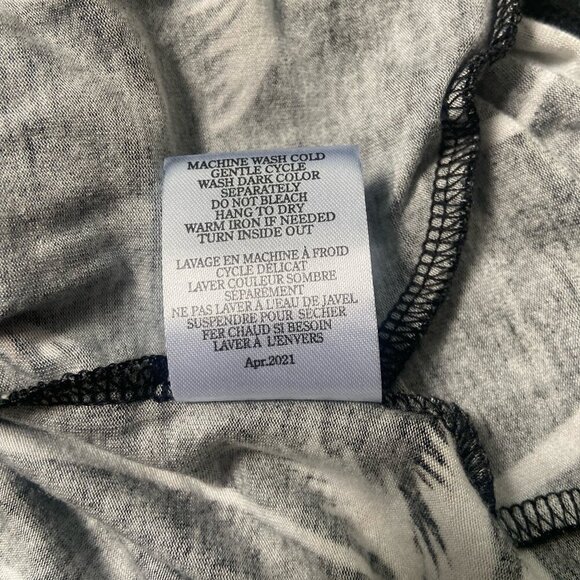 MACHINE WASH COLD
GENTLE CYCLE
WASH DARK COLOR
SEPARATELY
DO NOT BLEACH
HANG TO DRY
WARM IRON IF NEEDED
TURN INSIDE OUT
LAVAGE EN MACHINE À FROID
CYCLE DÉLICAT
LAVER COULEUR SOMBRE
SÉPARÉMENT
NE PAS LAVER À L'EAU DE JAVEL
SUSPENDRE POUR SÉCHER
FER CHAUD SI BESOIN
LAVER À L'ENVERS
Apr.2021